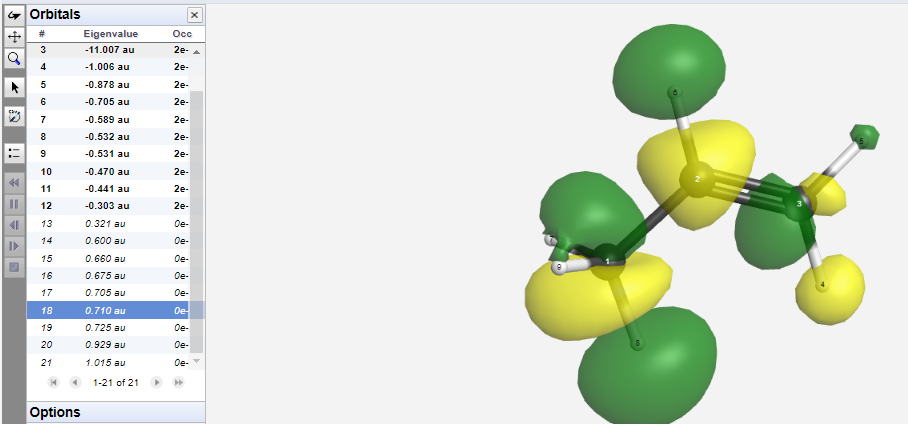 Orbitals
# Eigenvalue Occ
3 -11.007 au 2e-
4 -1.006 au 2e-
5 -0.878 au 2e-
6 -0.705 au 2e-
7 -0.589 au 2e-
8 -0.532 au 2e-
9 -0.531 au 2e-
10 -0.470 au 2e-
11 -0.441 au 2e-
12 -0.303 au 2e-
13 0.321 au 0e-
14 0.600 au 0e-
15 0.660 au 0e-
16 0.675 au 0e-
17 0.705 au 0e-
18 0.710 au 0e-
19 0.725 au 0e-
20 0.929 au 0e-
21 1.015 au 0e-
1-21 of 21
Options
6
5
2
3
7
1
9
4
8